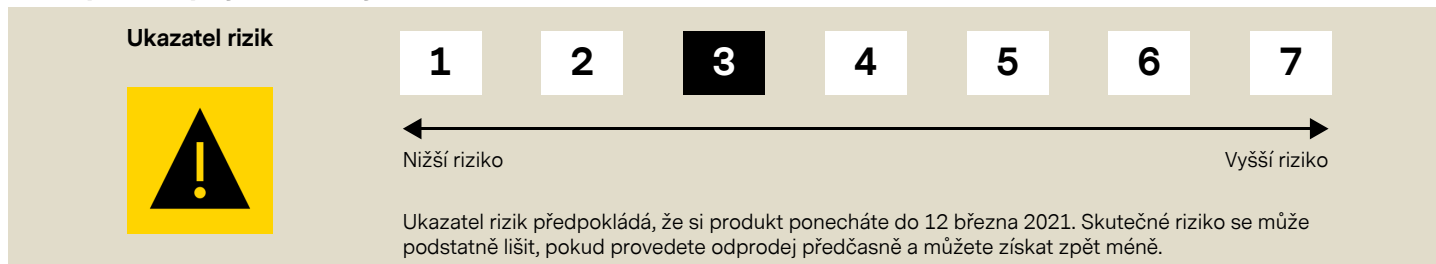 Ukazatel rizik
1 2 3 4 5 6 7
Nižší riziko Vyšší riziko
Ukazatel rizik předpokládá, že si produkt ponecháte do 12 března 2021. Skutečné riziko se může
podstatně lišit, pokud provedete odprodej předčasně a můžete získat zpět méně.